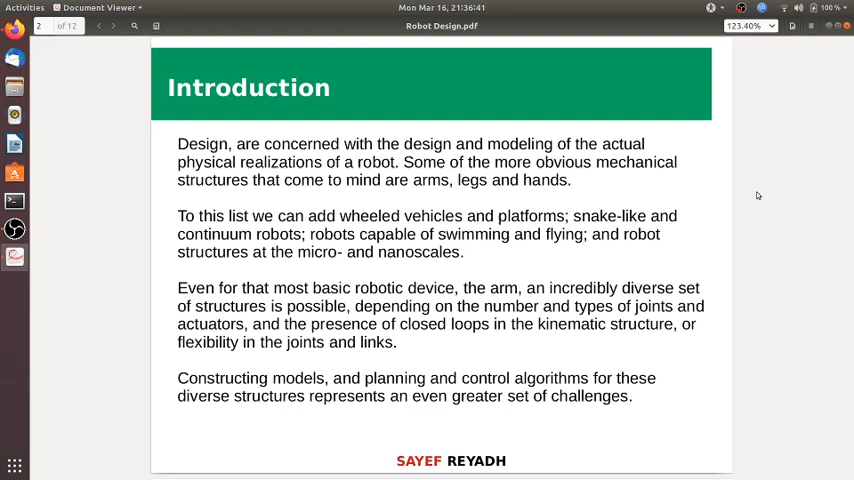 Activities Document Viewer Mon Mar 16, 21:36:41 100 %
2 of 12 Robot Design.pdf 123.40%
Introduction
Design, are concerned with the design and modeling of the actual
physical realizations of a robot. Some of the more obvious mechanical
structures that come to mind are arms, legs and hands.
To this list we can add wheeled vehicles and platforms; snake-like and
continuum robots; robots capable of swimming and flying; and robot
structures at the micro- and nanoscales.
Even for that most basic robotic device, the arm, an incredibly diverse set
of structures is possible, depending on the number and types of joints and
actuators, and the presence of closed loops in the kinematic structure, or
flexibility in the joints and links.
Constructing models, and planning and control algorithms for these
diverse structures represents an even greater set of challenges.
SAYEF REYADH